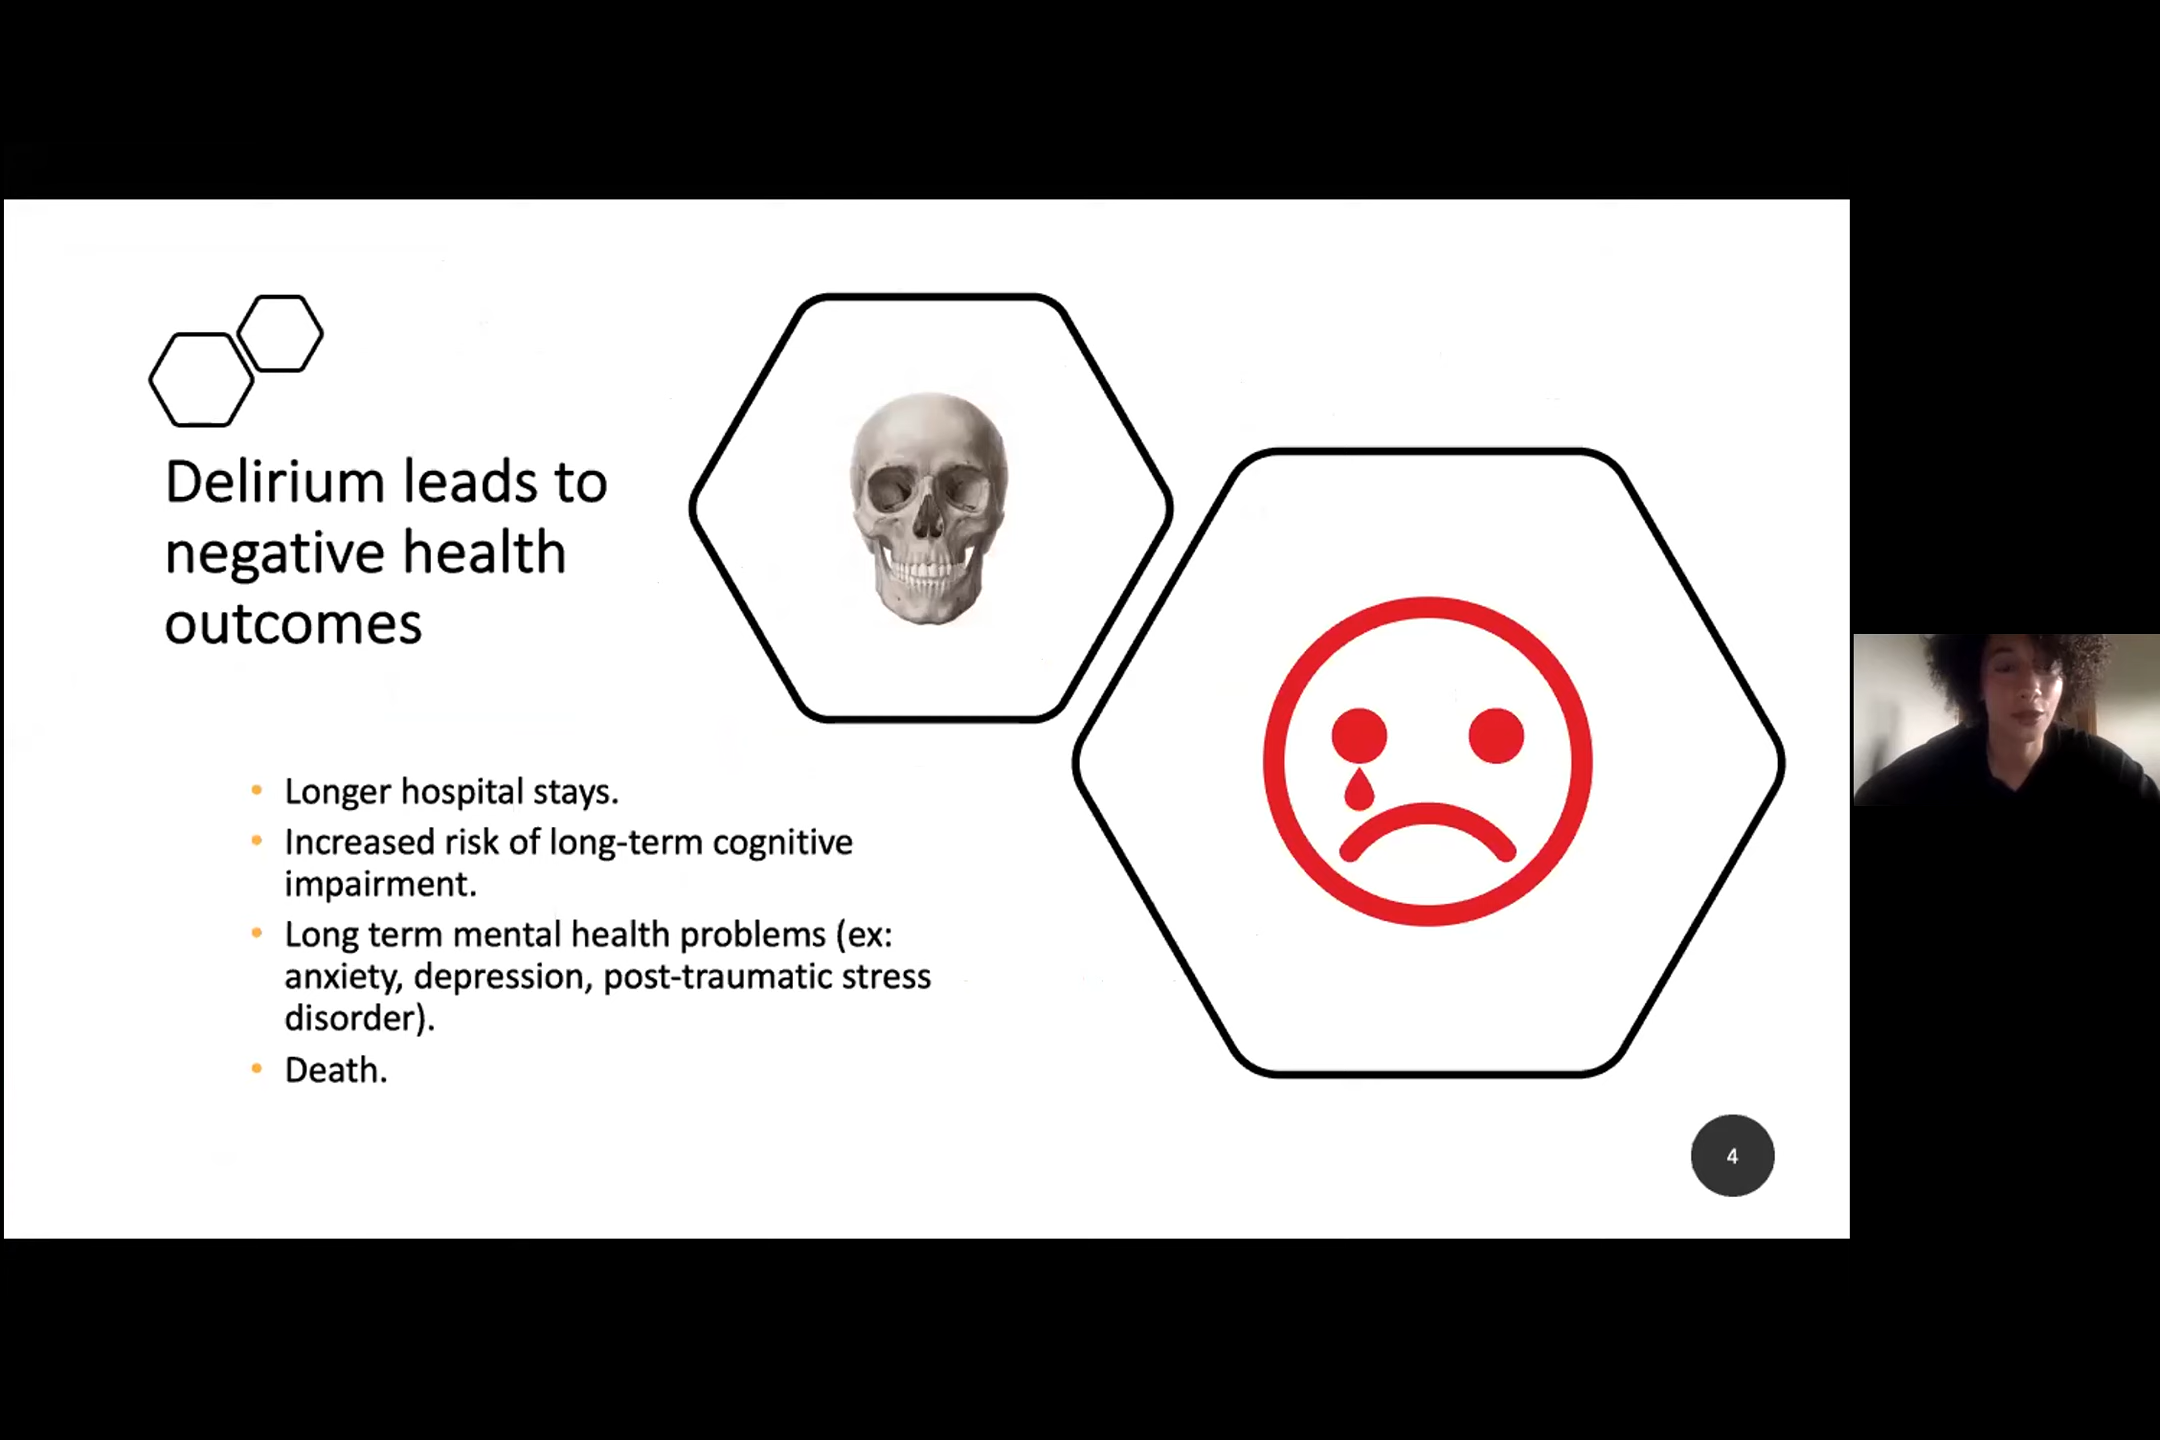 Delirium leads to
negative health
outcomes
• Longer hospital stays.
• Increased risk of long-term cognitive
impairment.
• Long term mental health problems (ex:
anxiety, depression, post-traumatic stress
disorder).
• Death.
4